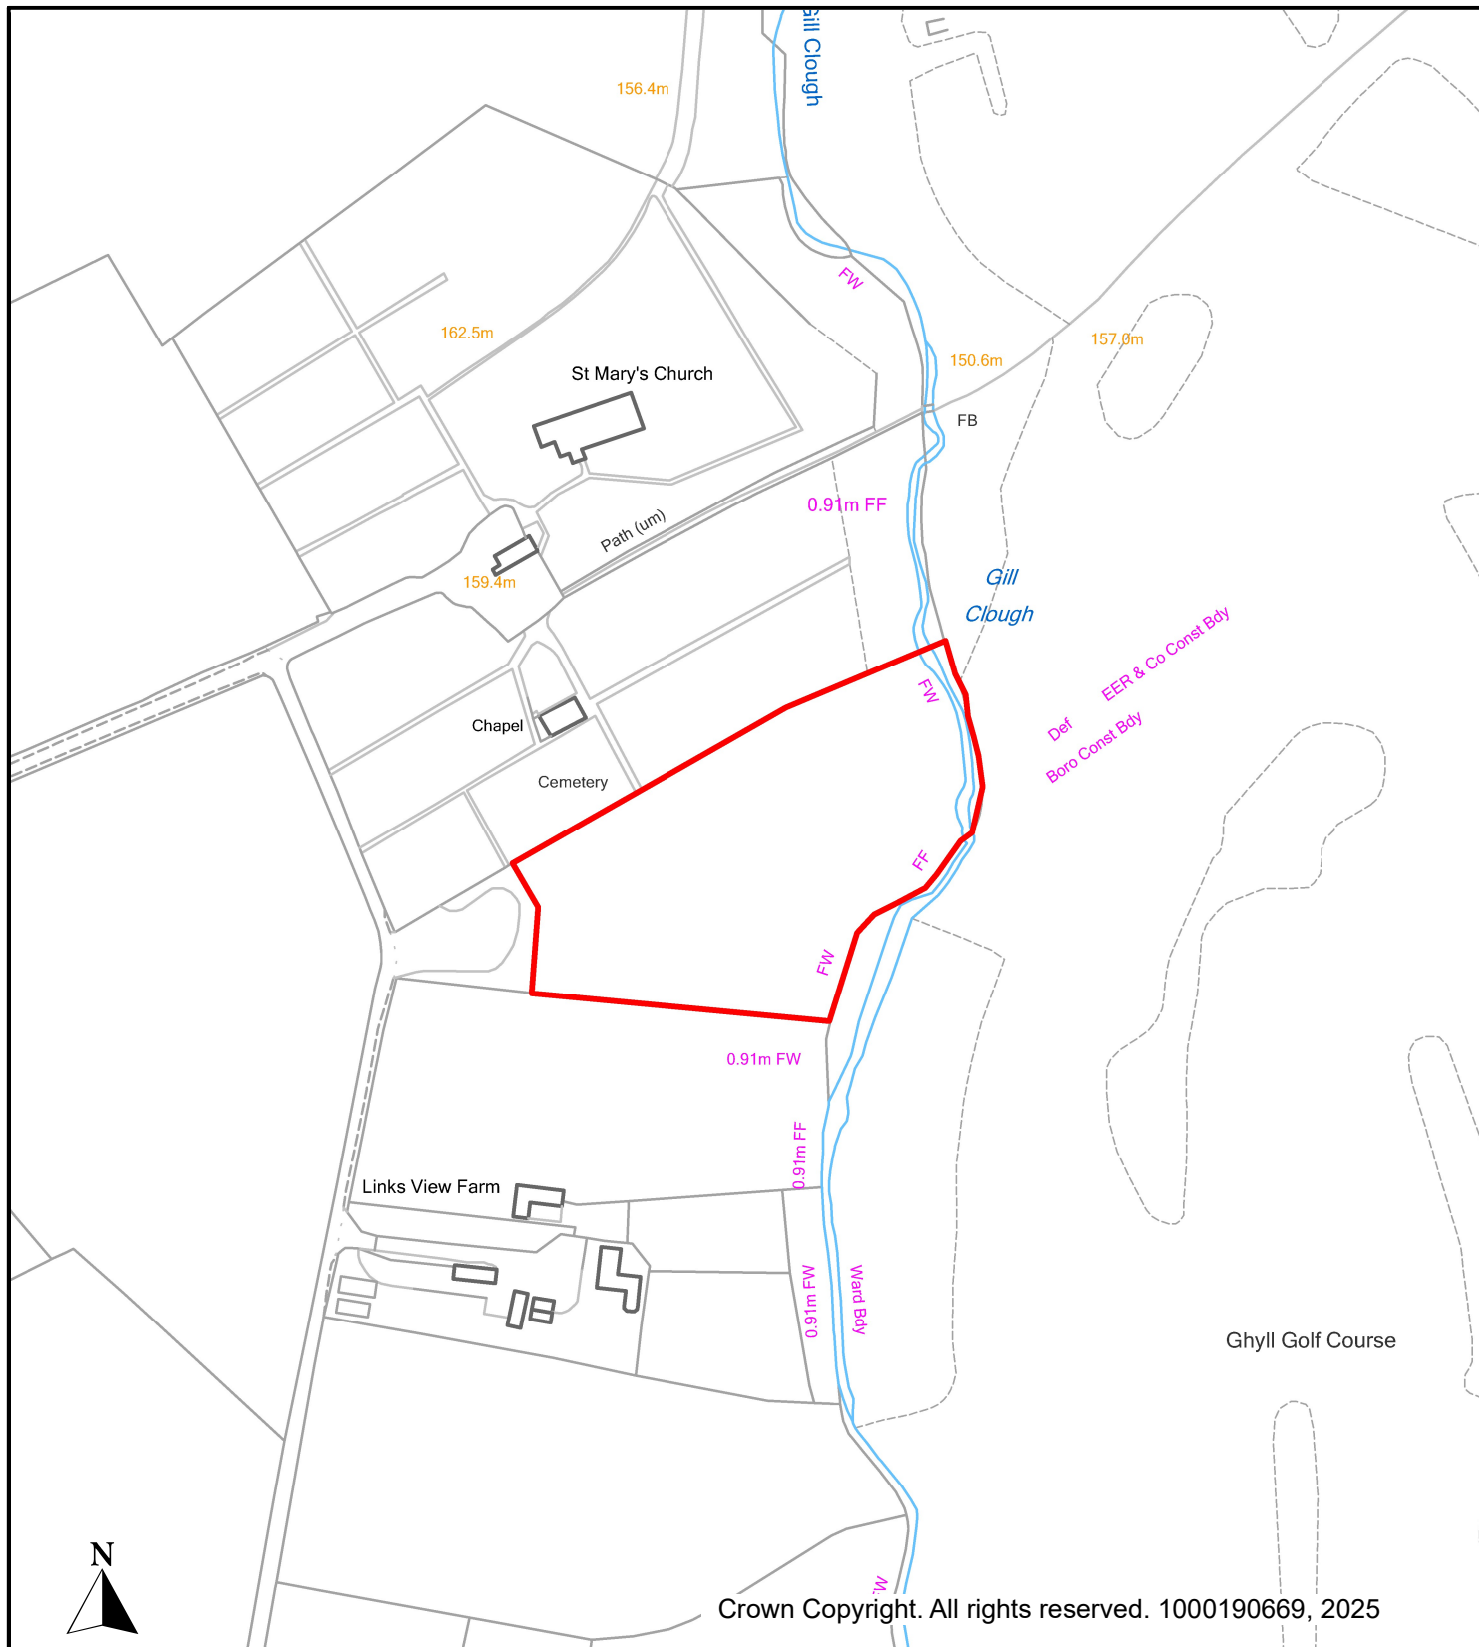 Gill Clough
156.4m
FW
162.5m
157.0m
150.6m
St Mary's Church
FB
0.91m FF
Path (um)
159.4m
Gill
Clough
EER & Co Const Bdy
FW
Def
Boro Const Bdy
Chapel
Cemetery
FF
FW
0.91m FW
0.91m FF
Links View Farm
0.91m FW
Ward Bdy
Ghyll Golf Course
N
Crown Copyright. All rights reserved. 1000190669, 2025